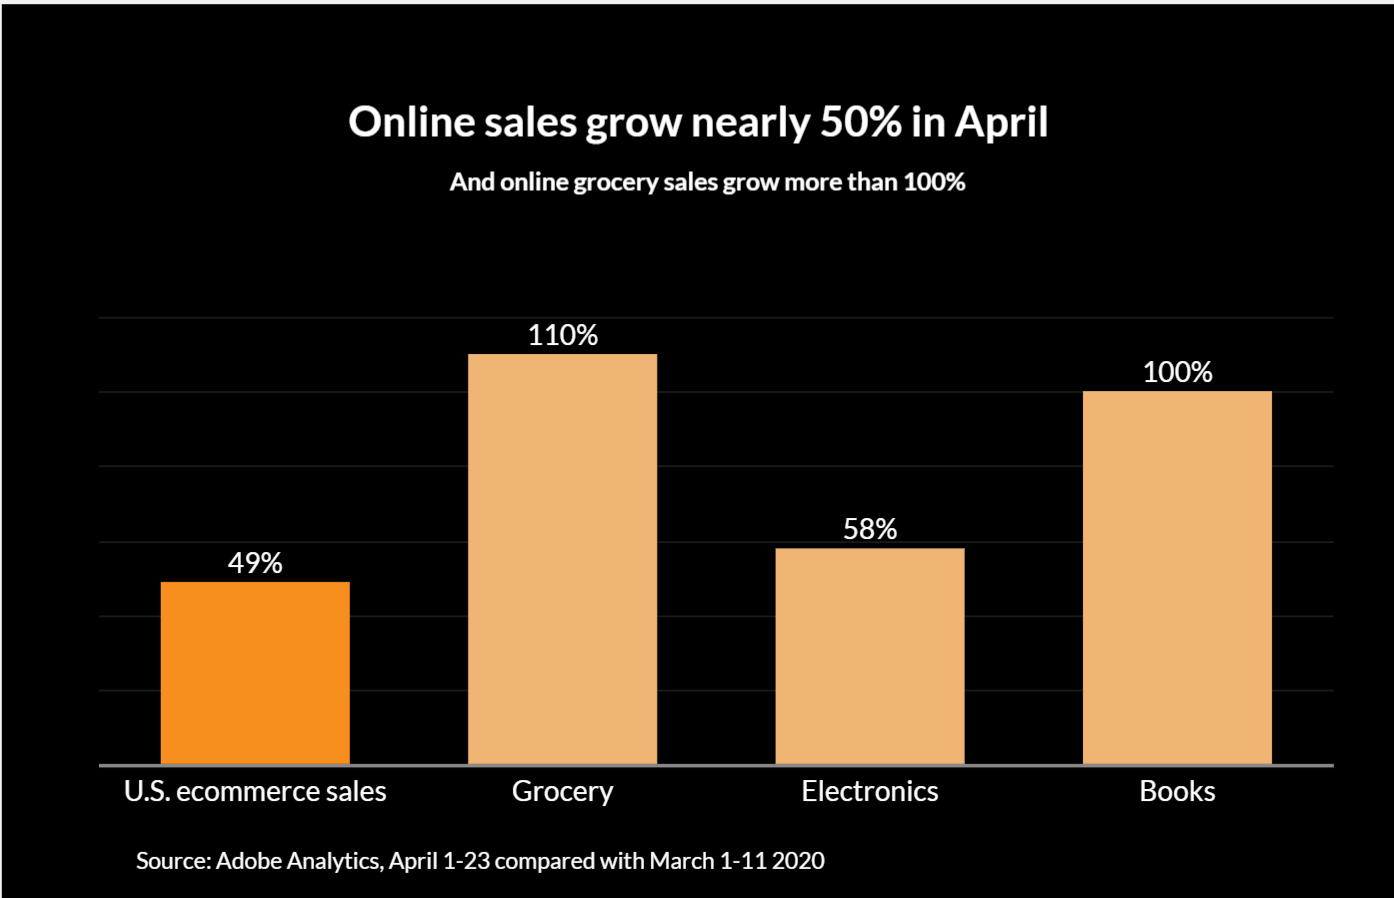 Online sales grow nearly 50% in April
And online grocery sales grow more than 100%
110%
100%
58%
49%
U.S. ecommerce sales
Grocery
Electronics
Books
Source: Adobe Analytics, April 1-23 compared with March 1-11 2020